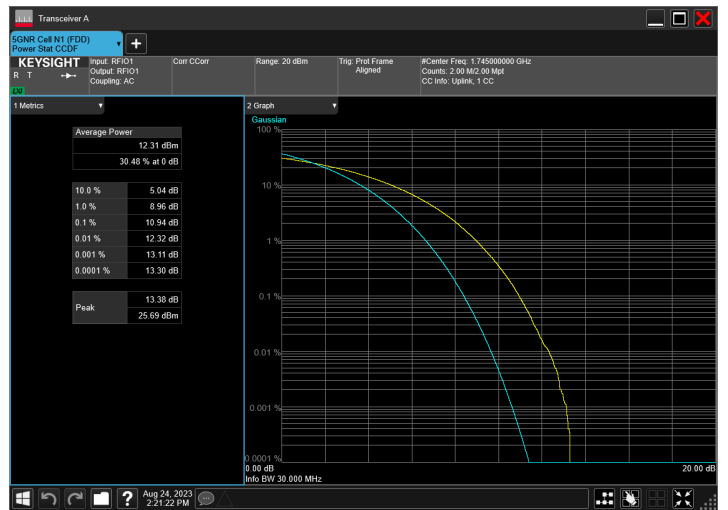 Transceiver A
5GNR Cell N1 (FDD)
Power Stat CCDF
KEYSIGHT
R T
Input: RFIO1
Output: RFIO1
Coupling: AC
Corr CCorr
Range: 20 dBm
Trig: Prot Frame
Aligned
#Center Freq: 1.745000000 GHz
Counts: 2.00 M/2.00 Mpt
CC Info: Uplink, 1 CC
1 Metrics
Average Power
12.31 dBm
30.48 % at 0 dB
10.0 % 5.04 dB
1.0 % 8.96 dB
0.1 % 10.94 dB
0.01 % 12.32 dB
0.001 % 13.11 dB
0.0001 % 13.30 dB
Peak
13.38 dB
25.69 dBm
2 Graph
Gaussian
100 %
10 %
1 %
0.1 %
0.01 %
0.001 %
0.0001 %
0.00 dB
20.00 dB
Info BW 30.000 MHz
?
Aug 24, 2023
2:21:22 PM